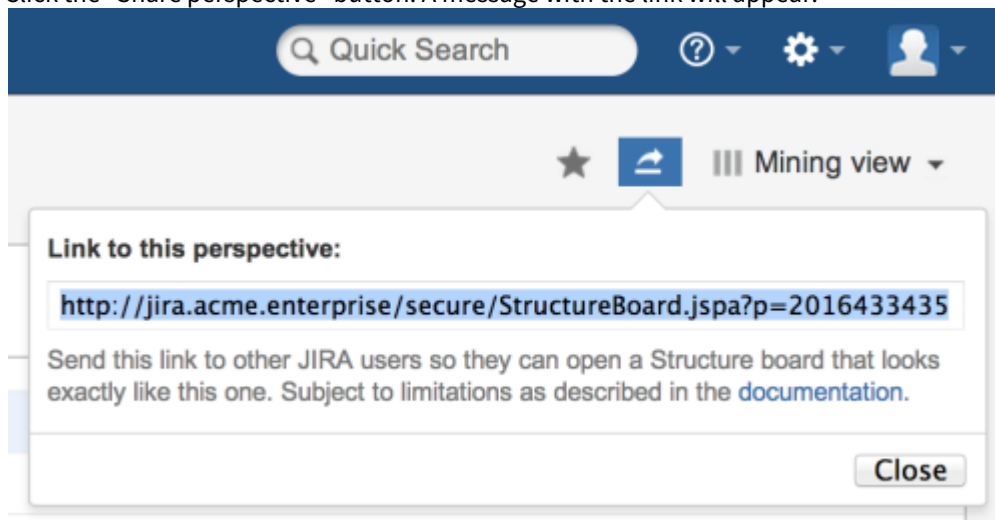 Click the "Share perspective" button. A message with the link will appear.
Quick Search
Mining view
Link to this perspective:
http://jira.acme.enterprise/secure/StructureBoard.jspa?p=2016433435
Send this link to other JIRA users so they can open a Structure board that looks
exactly like this one. Subject to limitations as described in the documentation.
Close